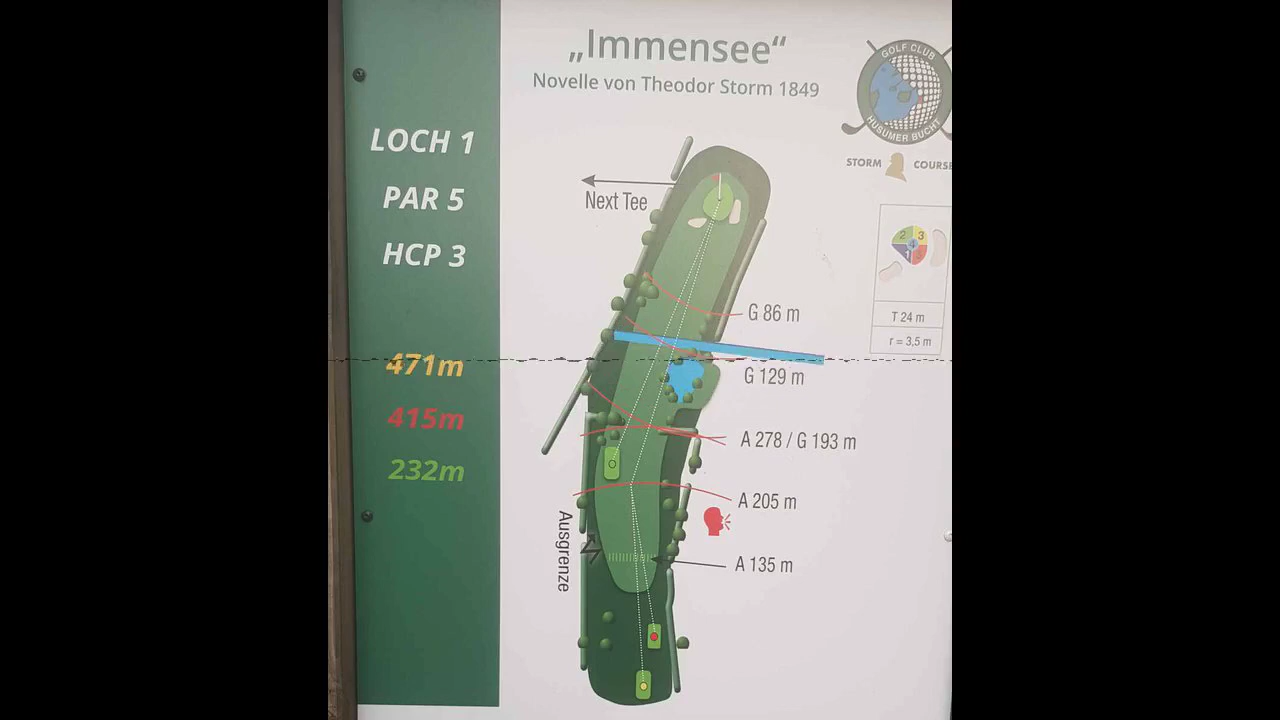 „Immensee“
Novelle von Theodor Storm 1849
GOLF CLUB
HUSUMER BUCHT
STORM COURSE
LOCH 1
PAR 5
HCP 3
471m
415m
232m
Next Tee
G 86 m
G 129 m
A 278 / G 193 m
A 205 m
A 135 m
Ausgrenze
2 3
4
1 5
T 24 m
r = 3,5 m